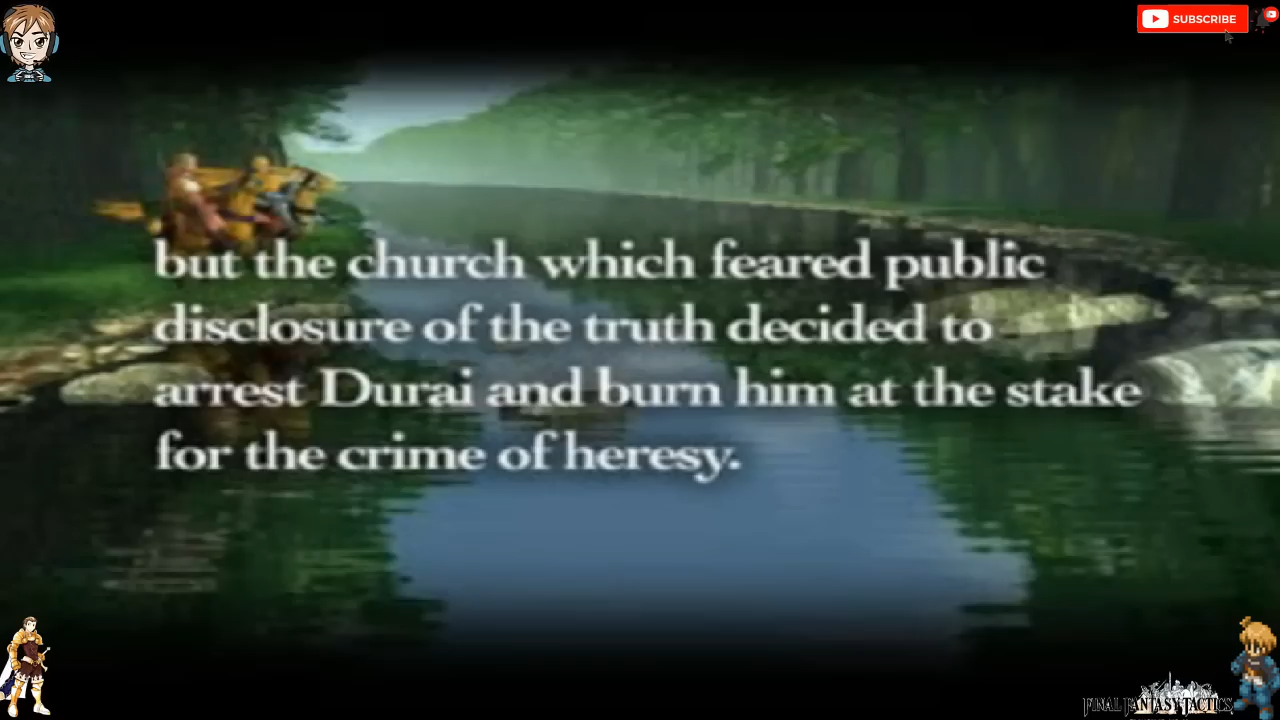 SUBSCRIBE
but the church which feared public
disclosure of the truth decided to
arrest Durai and burn him at the stake
for the crime of heresy.
FINAL FANTASY TACTICS